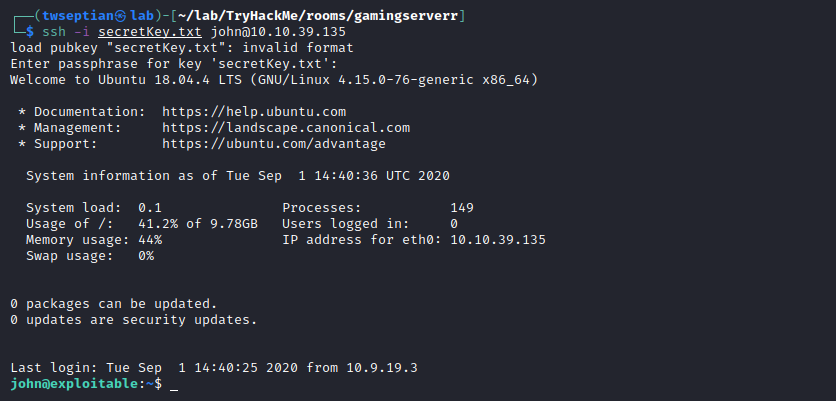 ┌──(twseptian㉿lab)-[~/lab/TryHackMe/rooms/gamingserverr]
└─$ ssh -i secretKey.txt john@10.10.39.135
load pubkey "secretKey.txt": invalid format
Enter passphrase for key 'secretKey.txt':
Welcome to Ubuntu 18.04.4 LTS (GNU/Linux 4.15.0-76-generic x86_64)
* Documentation:  https://help.ubuntu.com
* Management:     https://landscape.canonical.com
* Support:        https://ubuntu.com/advantage
System information as of Tue Sep  1 14:40:36 UTC 2020
System load:  0.1               Processes:           149
Usage of /:   41.2% of 9.78GB   Users logged in:     0
Memory usage: 44%               IP address for eth0: 10.10.39.135
Swap usage:   0%
0 packages can be updated.
0 updates are security updates.
Last login: Tue Sep  1 14:40:25 2020 from 10.9.19.3
john@exploitable:~$ _